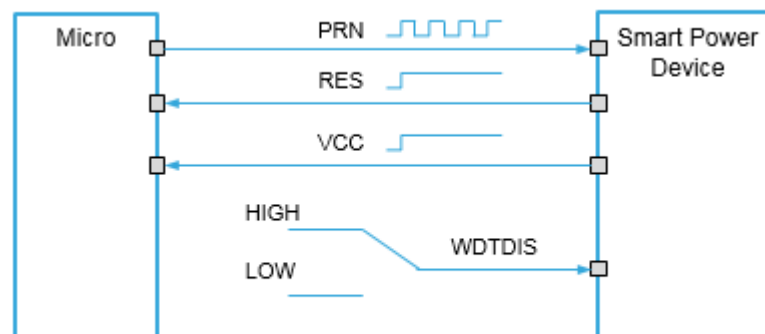 Micro
PRN
Smart Power
Device
RES
VCC
HIGH
WDTDIS
LOW